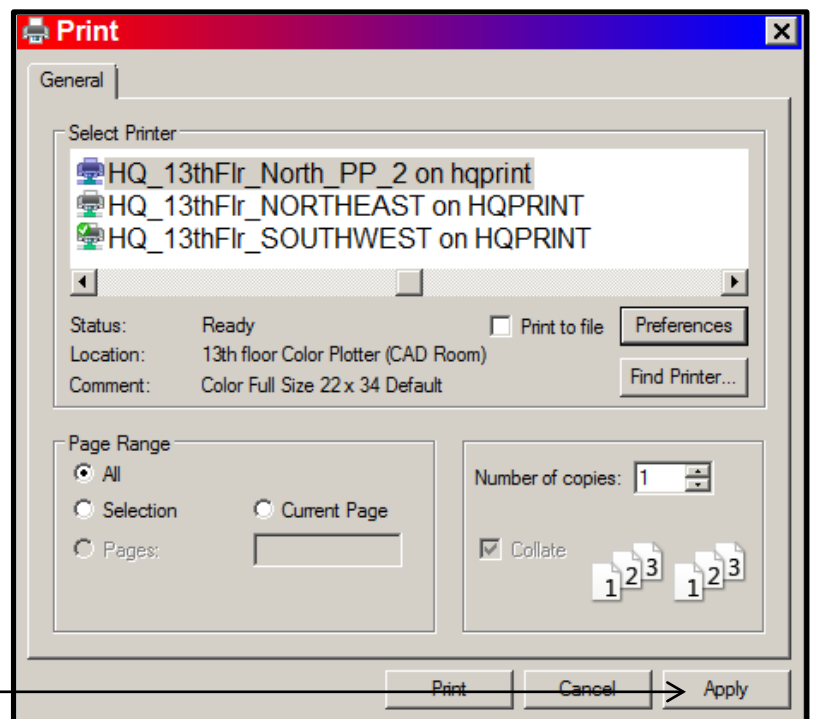 Print
General
Select Printer
HQ_13thFlr_North_PP_2 on hqprint
HQ_13thFlr_NORTHEAST on HQPRINT
HQ_13thFlr_SOUTHWEST on HQPRINT
Status: Ready Print to file Preferences
Location: 13th floor Color Plotter (CAD Room)
Comment: Color Full Size 22 x 34 Default Find Printer...
Page Range
All
Number of copies: 1
Selection Current Page
Pages: Collate
1 2 3 1 2 3
Print Cancel Apply